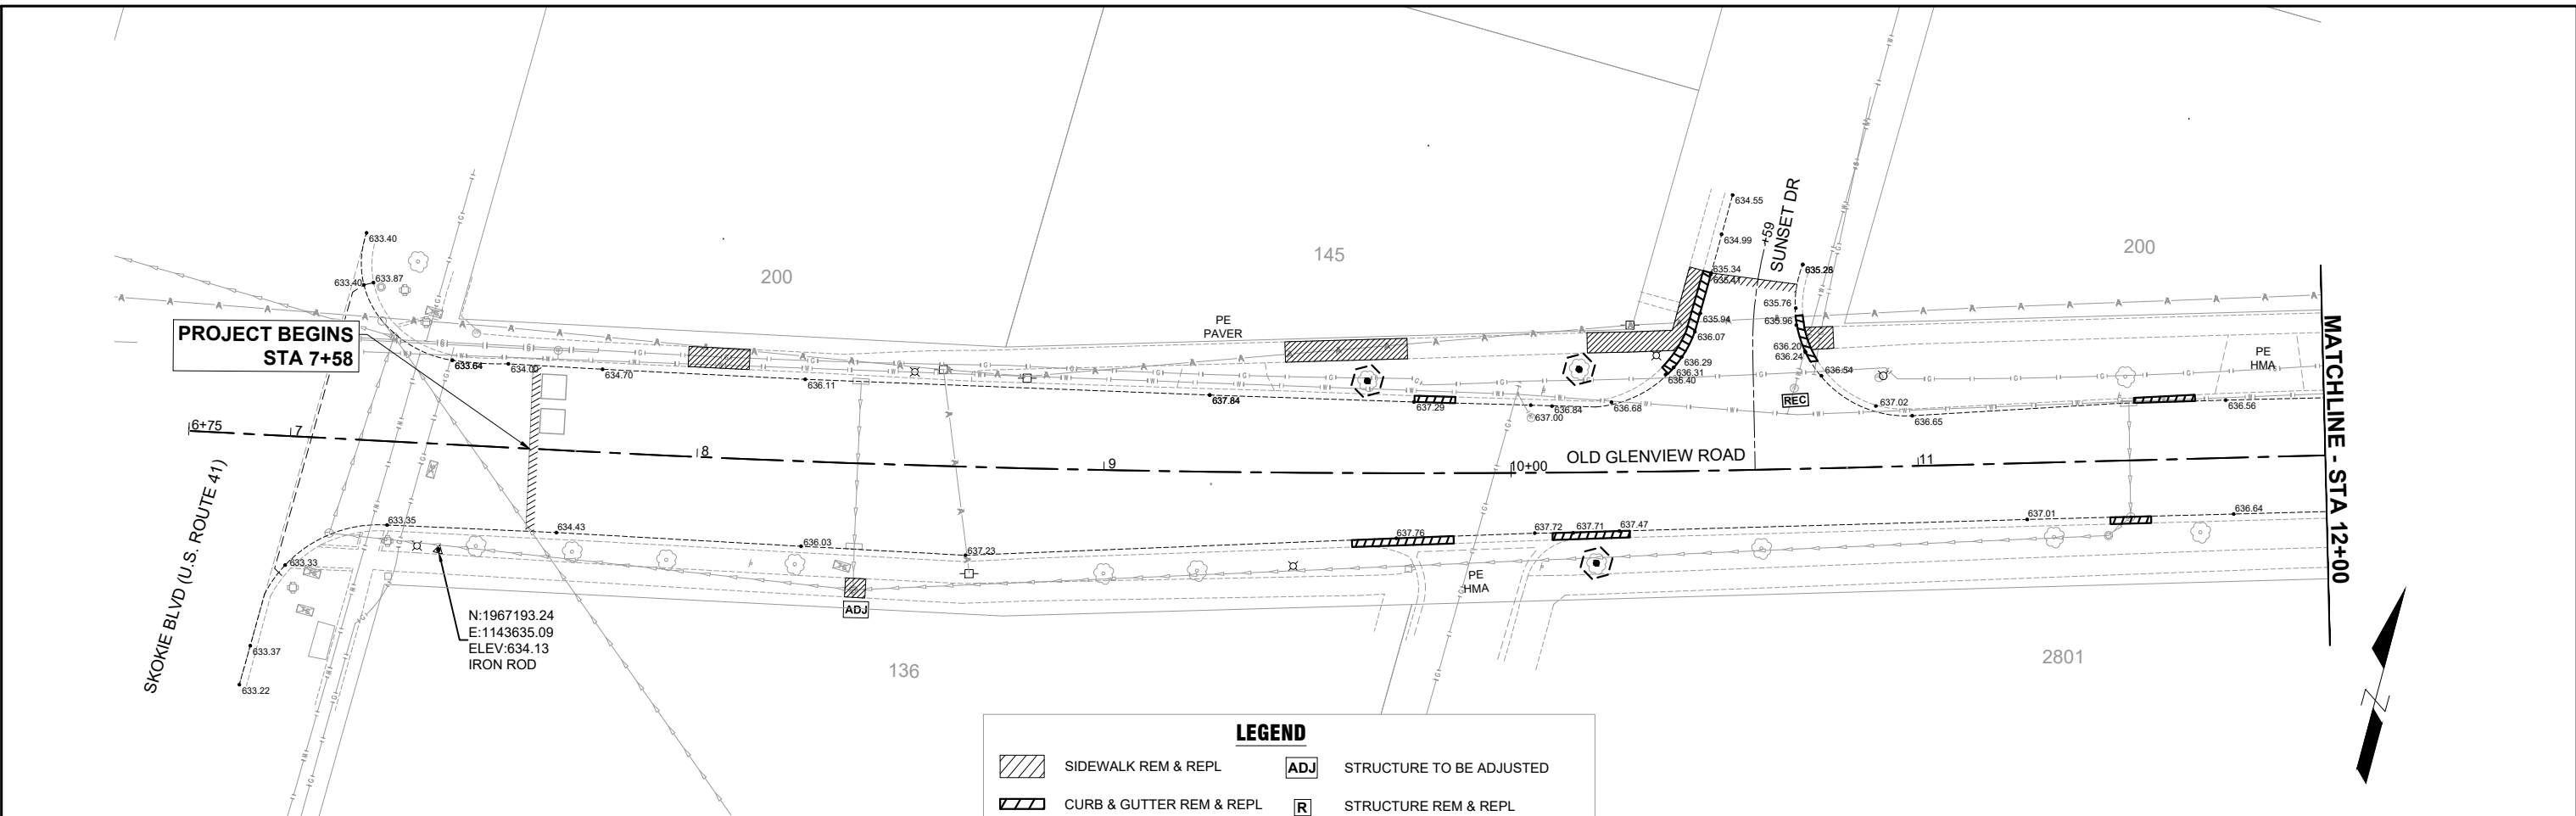 634.55
SUNSET DR
+59
633.40
634.99
145
200
200
635.34
635.41
635.28
633.40
633.87
635.76
PE
PAVER
635.94
635.96
PROJECT BEGINS
STA 7+58
636.07
636.20
636.24
PE
HMA
MATCHLINE - STA 12+00
633.64
634.00
634.70
636.11
636.29
636.31
636.40
636.54
637.84
637.29
637.00
636.84
636.68
REC
637.02
636.65
636.56
6+75
7
8
9
10+00
OLD GLENVIEW ROAD
11
SKOKIE BLVD (U.S. ROUTE 41)
633.35
634.43
636.03
637.23
637.76
637.72
637.71
637.47
637.01
636.64
633.33
PE
HMA
ADJ
N:1967193.24
E:1143635.09
ELEV:634.13
IRON ROD
633.37
633.22
136
2801
LEGEND
SIDEWALK REM & REPL
ADJ STRUCTURE TO BE ADJUSTED
CURB & GUTTER REM & REPL
R STRUCTURE REM & REPL